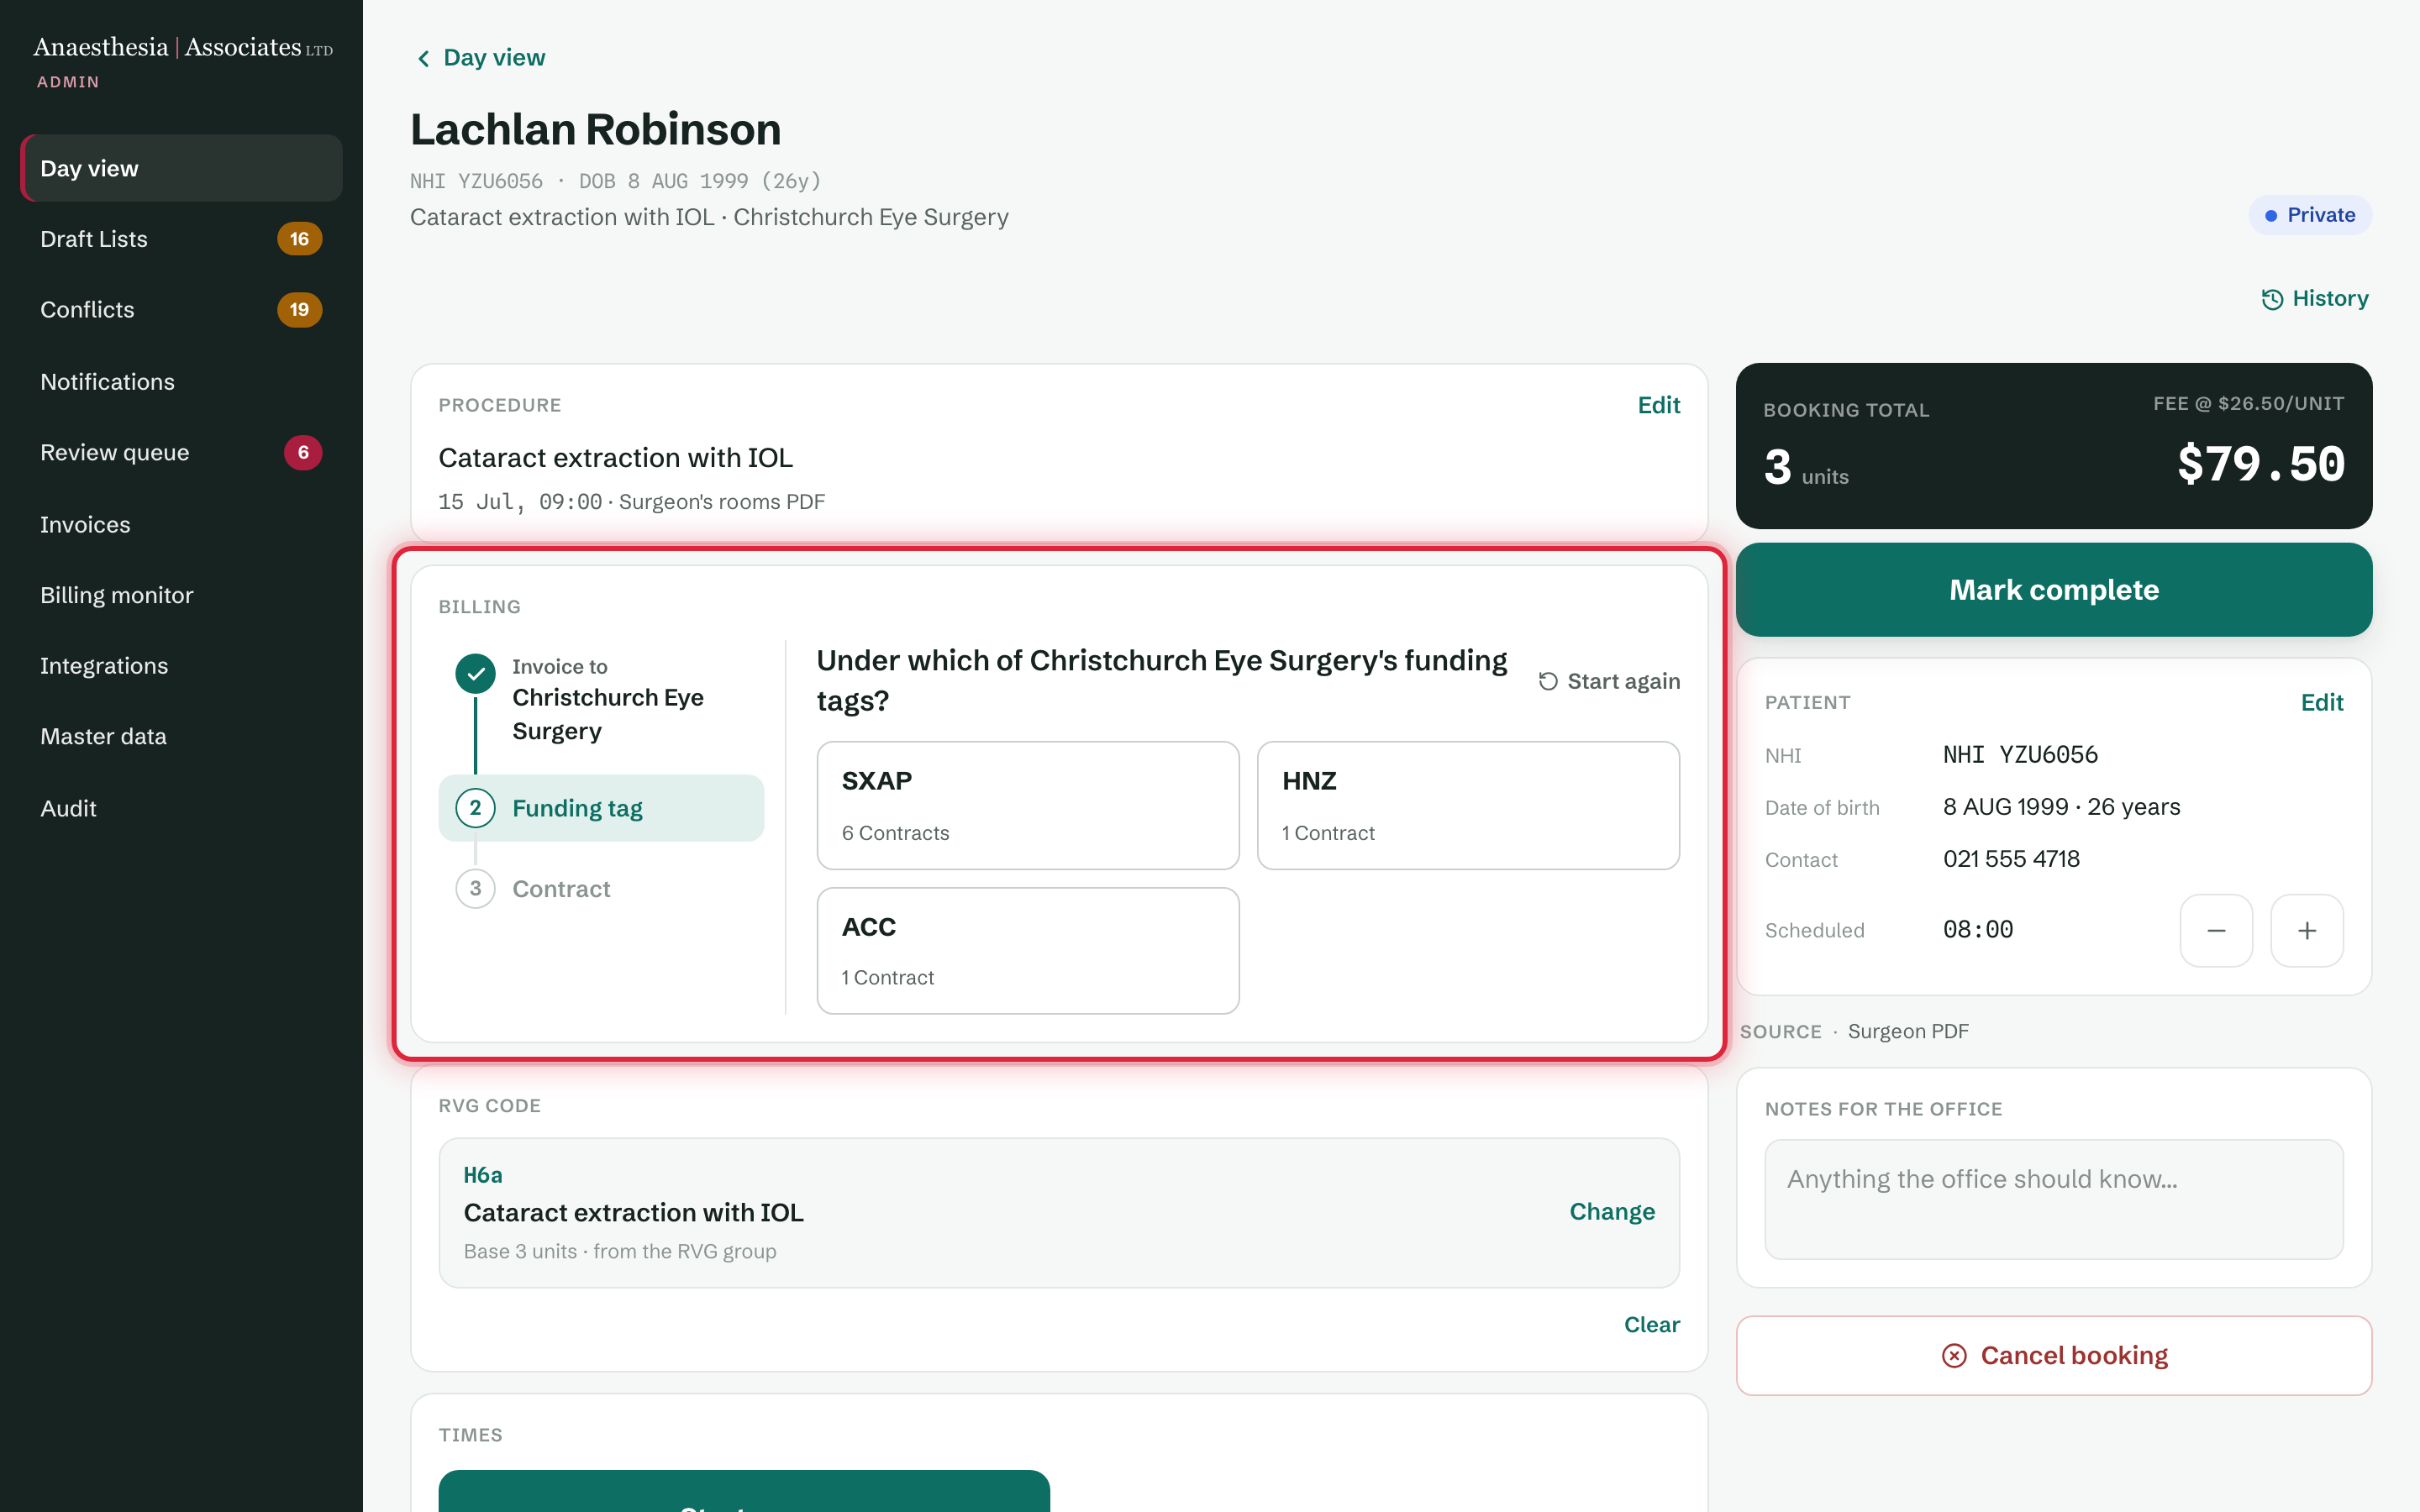 Anaesthesia | Associates LTD
ADMIN
Day view
Draft Lists 16
Conflicts 19
Notifications
Review queue 6
Invoices
Billing monitor
Integrations
Master data
Audit
Day view
Lachlan Robinson
NHI YZU6056 · DOB 8 AUG 1999 (26y)
Cataract extraction with IOL · Christchurch Eye Surgery
Private
History
PROCEDURE
Edit
Cataract extraction with IOL
15 Jul, 09:00 · Surgeon's rooms PDF
BILLING
Invoice to
Christchurch Eye
Surgery
2 Funding tag
3 Contract
Under which of Christchurch Eye Surgery's funding
tags?
Start again
SXAP
6 Contracts
HNZ
1 Contract
ACC
1 Contract
RVG CODE
H6a
Cataract extraction with IOL
Base 3 units · from the RVG group
Change
Clear
TIMES
BOOKING TOTAL
FEE @ $26.50/UNIT
3 units
$79.50
Mark complete
PATIENT
Edit
NHI NHI YZU6056
Date of birth 8 AUG 1999 · 26 years
Contact 021 555 4718
Scheduled 08:00 − +
SOURCE · Surgeon PDF
NOTES FOR THE OFFICE
Anything the office should know...
Cancel booking